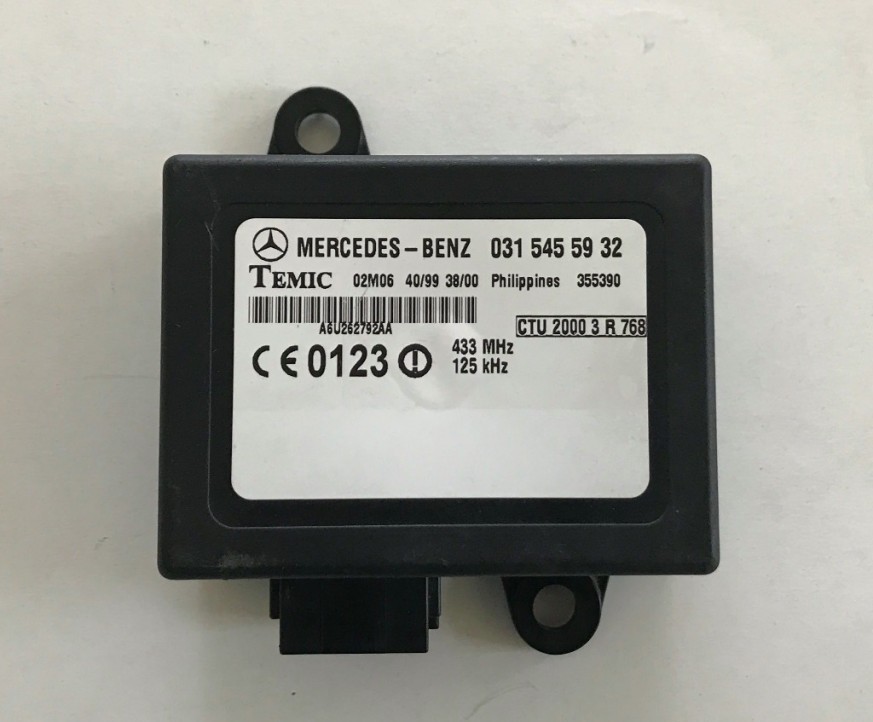 MERCEDES-BENZ 031 545 59 32
TEMIC 02M06 40/99 38/00 Philippines 355390
A6U262792AA
CTU 2000 3 R 768
CE 0123
433 MHz
125 kHz